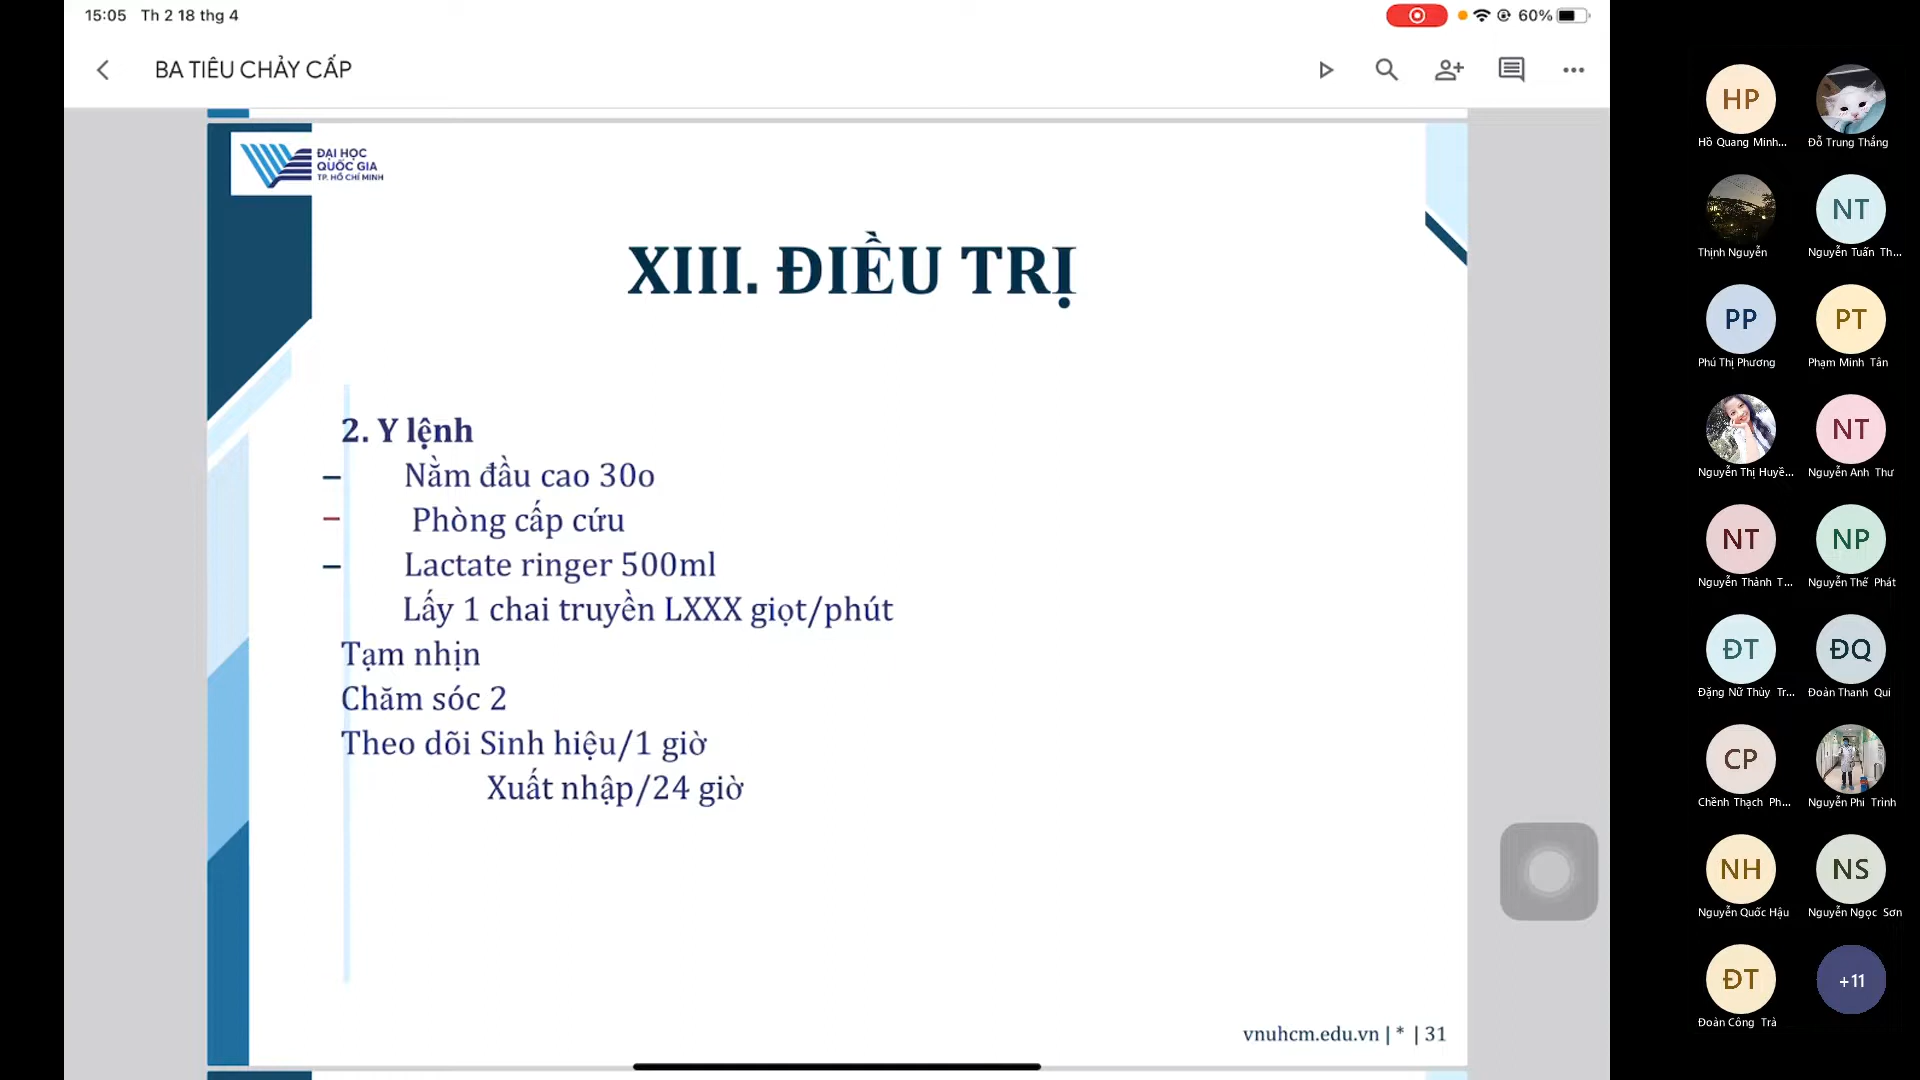 15:05 Th 2 18 thg 4
60%
BA TIÊU CHẢY CẤP
ĐẠI HỌC
QUỐC GIA
TP. HỒ CHÍ MINH
XIII. ĐIỀU TRỊ
2. Y lệnh
– Nằm đầu cao 30o
– Phòng cấp cứu
– Lactate ringer 500ml
Lấy 1 chai truyền LXXX giọt/phút
Tạm nhịn
Chăm sóc 2
Theo dõi Sinh hiệu/1 giờ
Xuất nhập/24 giờ
vnuhcm.edu.vn | * | 31
HP
Hồ Quang Minh...
Đỗ Trung Thắng
Thịnh Nguyễn
NT
Nguyễn Tuấn Th...
PP
Phú Thị Phương
PT
Phạm Minh Tân
Nguyễn Thị Huyề...
NT
Nguyễn Anh Thư
NT
Nguyễn Thành T...
NP
Nguyễn Thế Phát
ĐT
Đặng Nữ Thùy Tr...
ĐQ
Đoàn Thanh Qui
CP
Chềnh Thạch Ph...
Nguyễn Phi Trình
NH
Nguyễn Quốc Hậu
NS
Nguyễn Ngọc Sơn
ĐT
Đoàn Công Trà
+11